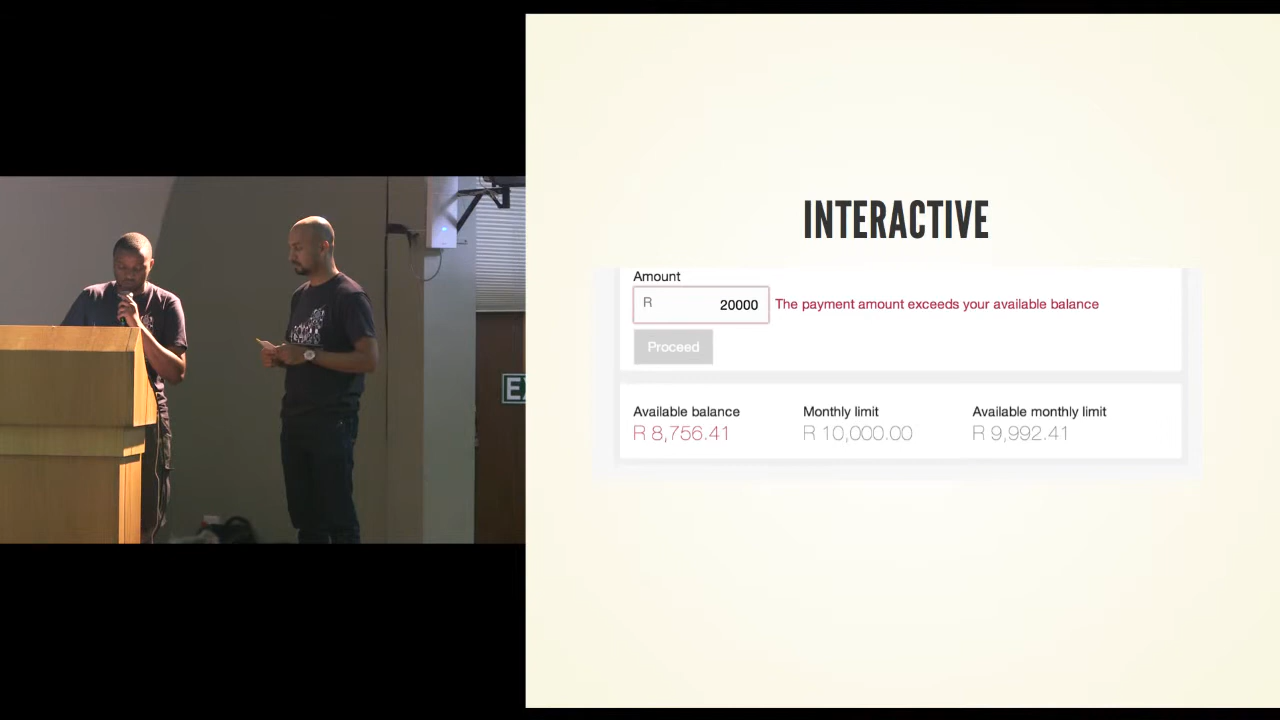 INTERACTIVE
Amount
R 20000 The payment amount exceeds your available balance
Proceed
Available balance Monthly limit Available monthly limit
R 8,756.41 R 10,000.00 R 9,992.41